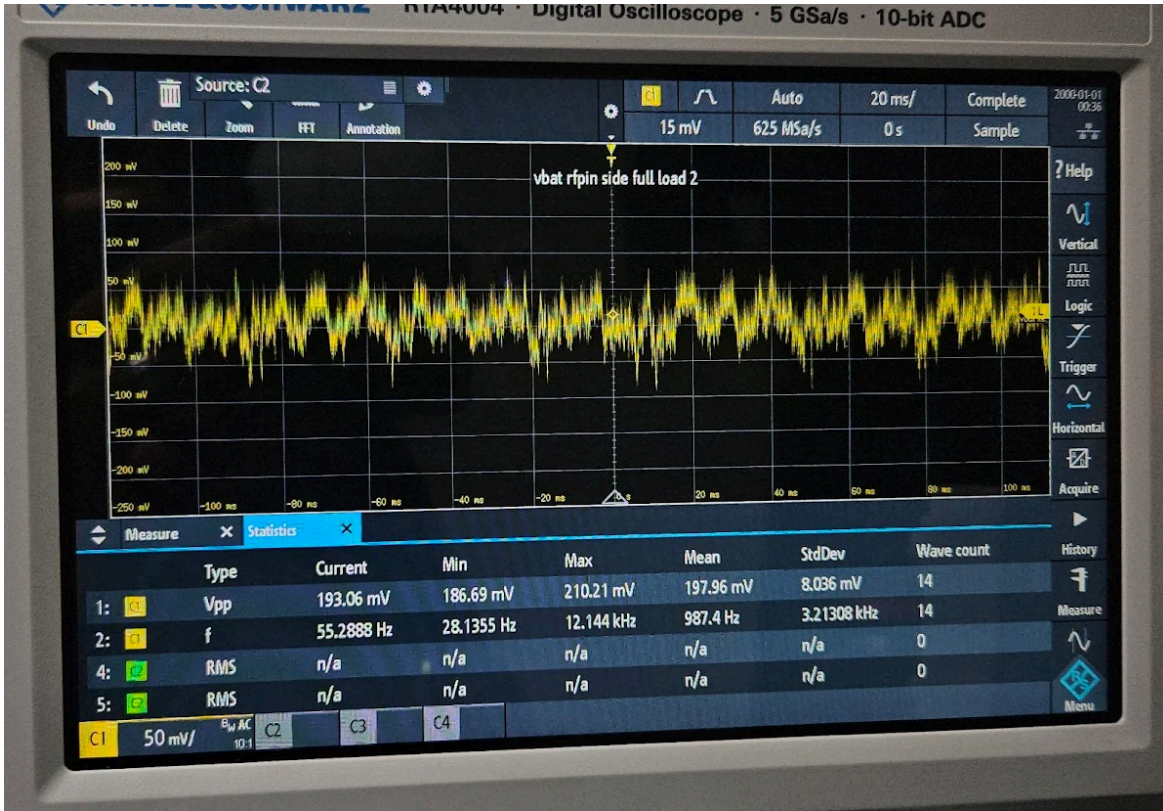 RTA4004 · Digital Oscilloscope · 5 GSa/s · 10-bit ADC
Undo
Delete
Source: C2
Zoom
FFT
Annotation
C1
Auto
20 ms/
Complete
15 mV
625 MSa/s
0 s
Sample
2000-01-01
00:36
200 mV
150 mV
100 mV
50 mV
-50 mV
-100 mV
-150 mV
-200 mV
-250 mV
vbat rfpin side full load 2
C1
TL
-100 ms
-80 ms
-60 ms
-40 ms
-20 ms
0 s
20 ms
40 ms
60 ms
80 ms
100 ms
? Help
Vertical
Logic
Trigger
Horizontal
Acquire
History
Measure
Menu
Measure
Statistics
Type Current Min Max Mean StdDev Wave count
1: C1 Vpp 193.06 mV 186.69 mV 210.21 mV 197.96 mV 8.036 mV 14
2: C1 f 55.2888 Hz 28.1355 Hz 12.144 kHz 987.4 Hz 3.21308 kHz 14
4: C2 RMS n/a n/a n/a n/a n/a 0
5: C2 RMS n/a n/a n/a n/a n/a 0
C1 50 mV/ BW AC 10:1 C2 C3 C4